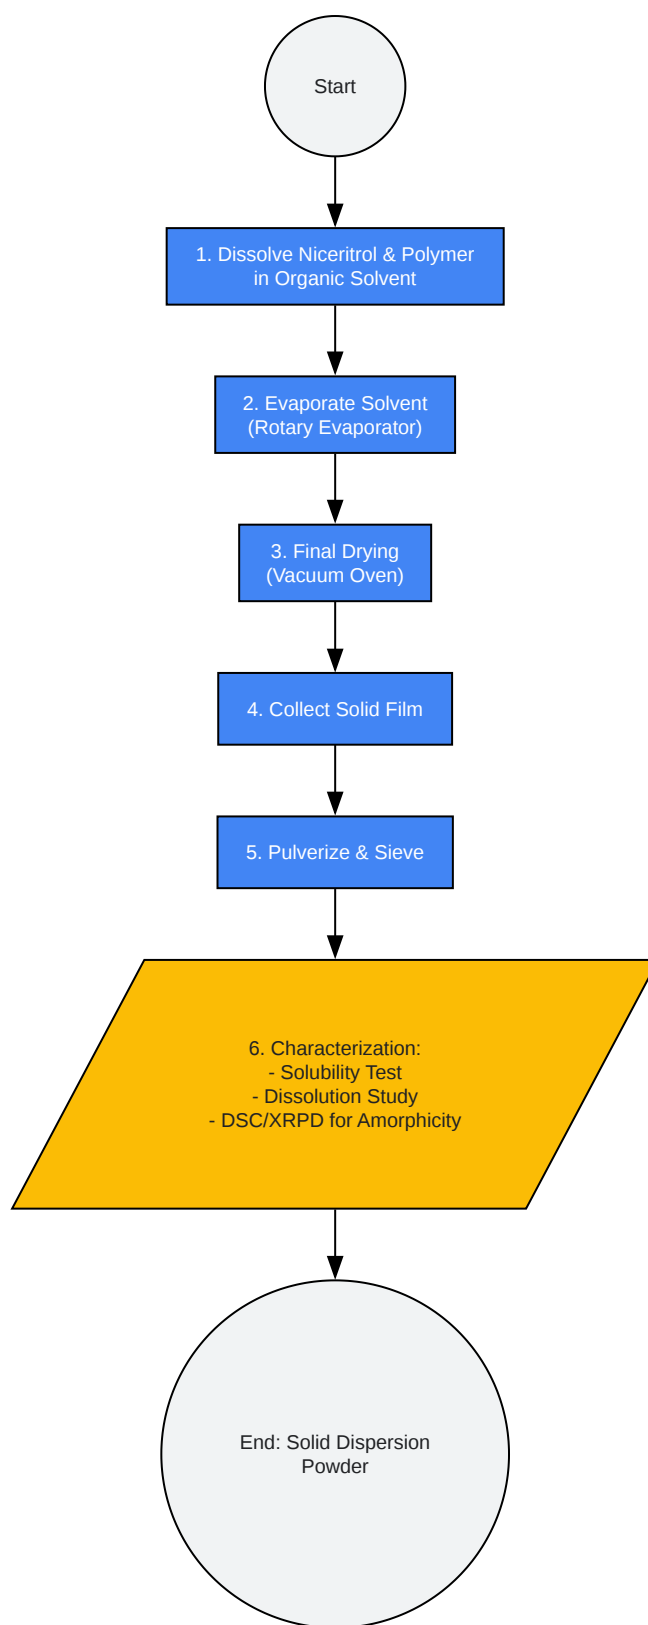 Start
1. Dissolve Niceritrol & Polymer
in Organic Solvent
2. Evaporate Solvent
(Rotary Evaporator)
3. Final Drying
(Vacuum Oven)
4. Collect Solid Film
5. Pulverize & Sieve
6. Characterization:
- Solubility Test
- Dissolution Study
- DSC/XRPD for Amorphicity
End: Solid Dispersion
Powder